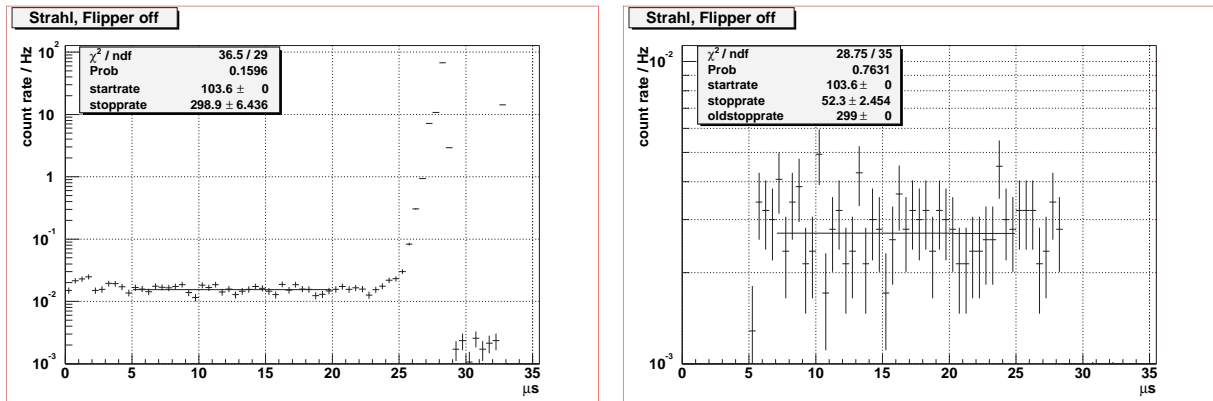 Strahl, Flipper off
count rate / Hz
χ² / ndf 36.5 / 29
Prob 0.1596
startrate 103.6 ± 0
stopprate 298.9 ± 6.436
10²
10
1
10⁻¹
10⁻²
10⁻³
0 5 10 15 20 25 30 35
μs
Strahl, Flipper off
count rate / Hz
χ² / ndf 28.75 / 35
Prob 0.7631
startrate 103.6 ± 0
stopprate 52.3 ± 2.454
oldstopprate 299 ± 0
10⁻²
10⁻³
0 5 10 15 20 25 30 35
μs